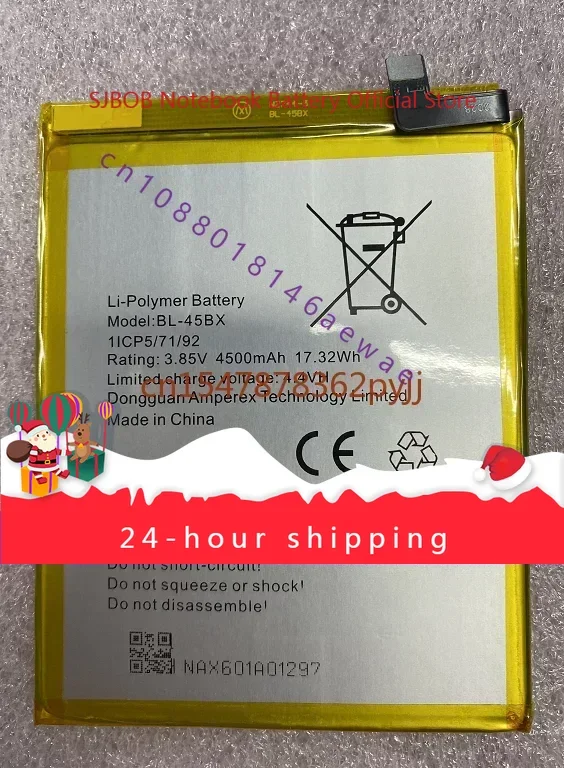 SJBOB Notebook Battery Official Store
BL-45BX
cn1088018146aewae
Li-Polymer Battery
Model:BL-45BX
1ICP5/71/92
Rating: 3.85V 4500mAh 17.32Wh
Limited charge voltage: 4.4V
cn1547878362pyjj
Dongguan Amperex Technology Limited
Made in China
CE
24-hour shipping
Do not short-circuit!
Do not squeeze or shock!
Do not disassemble!
NAX601A01297